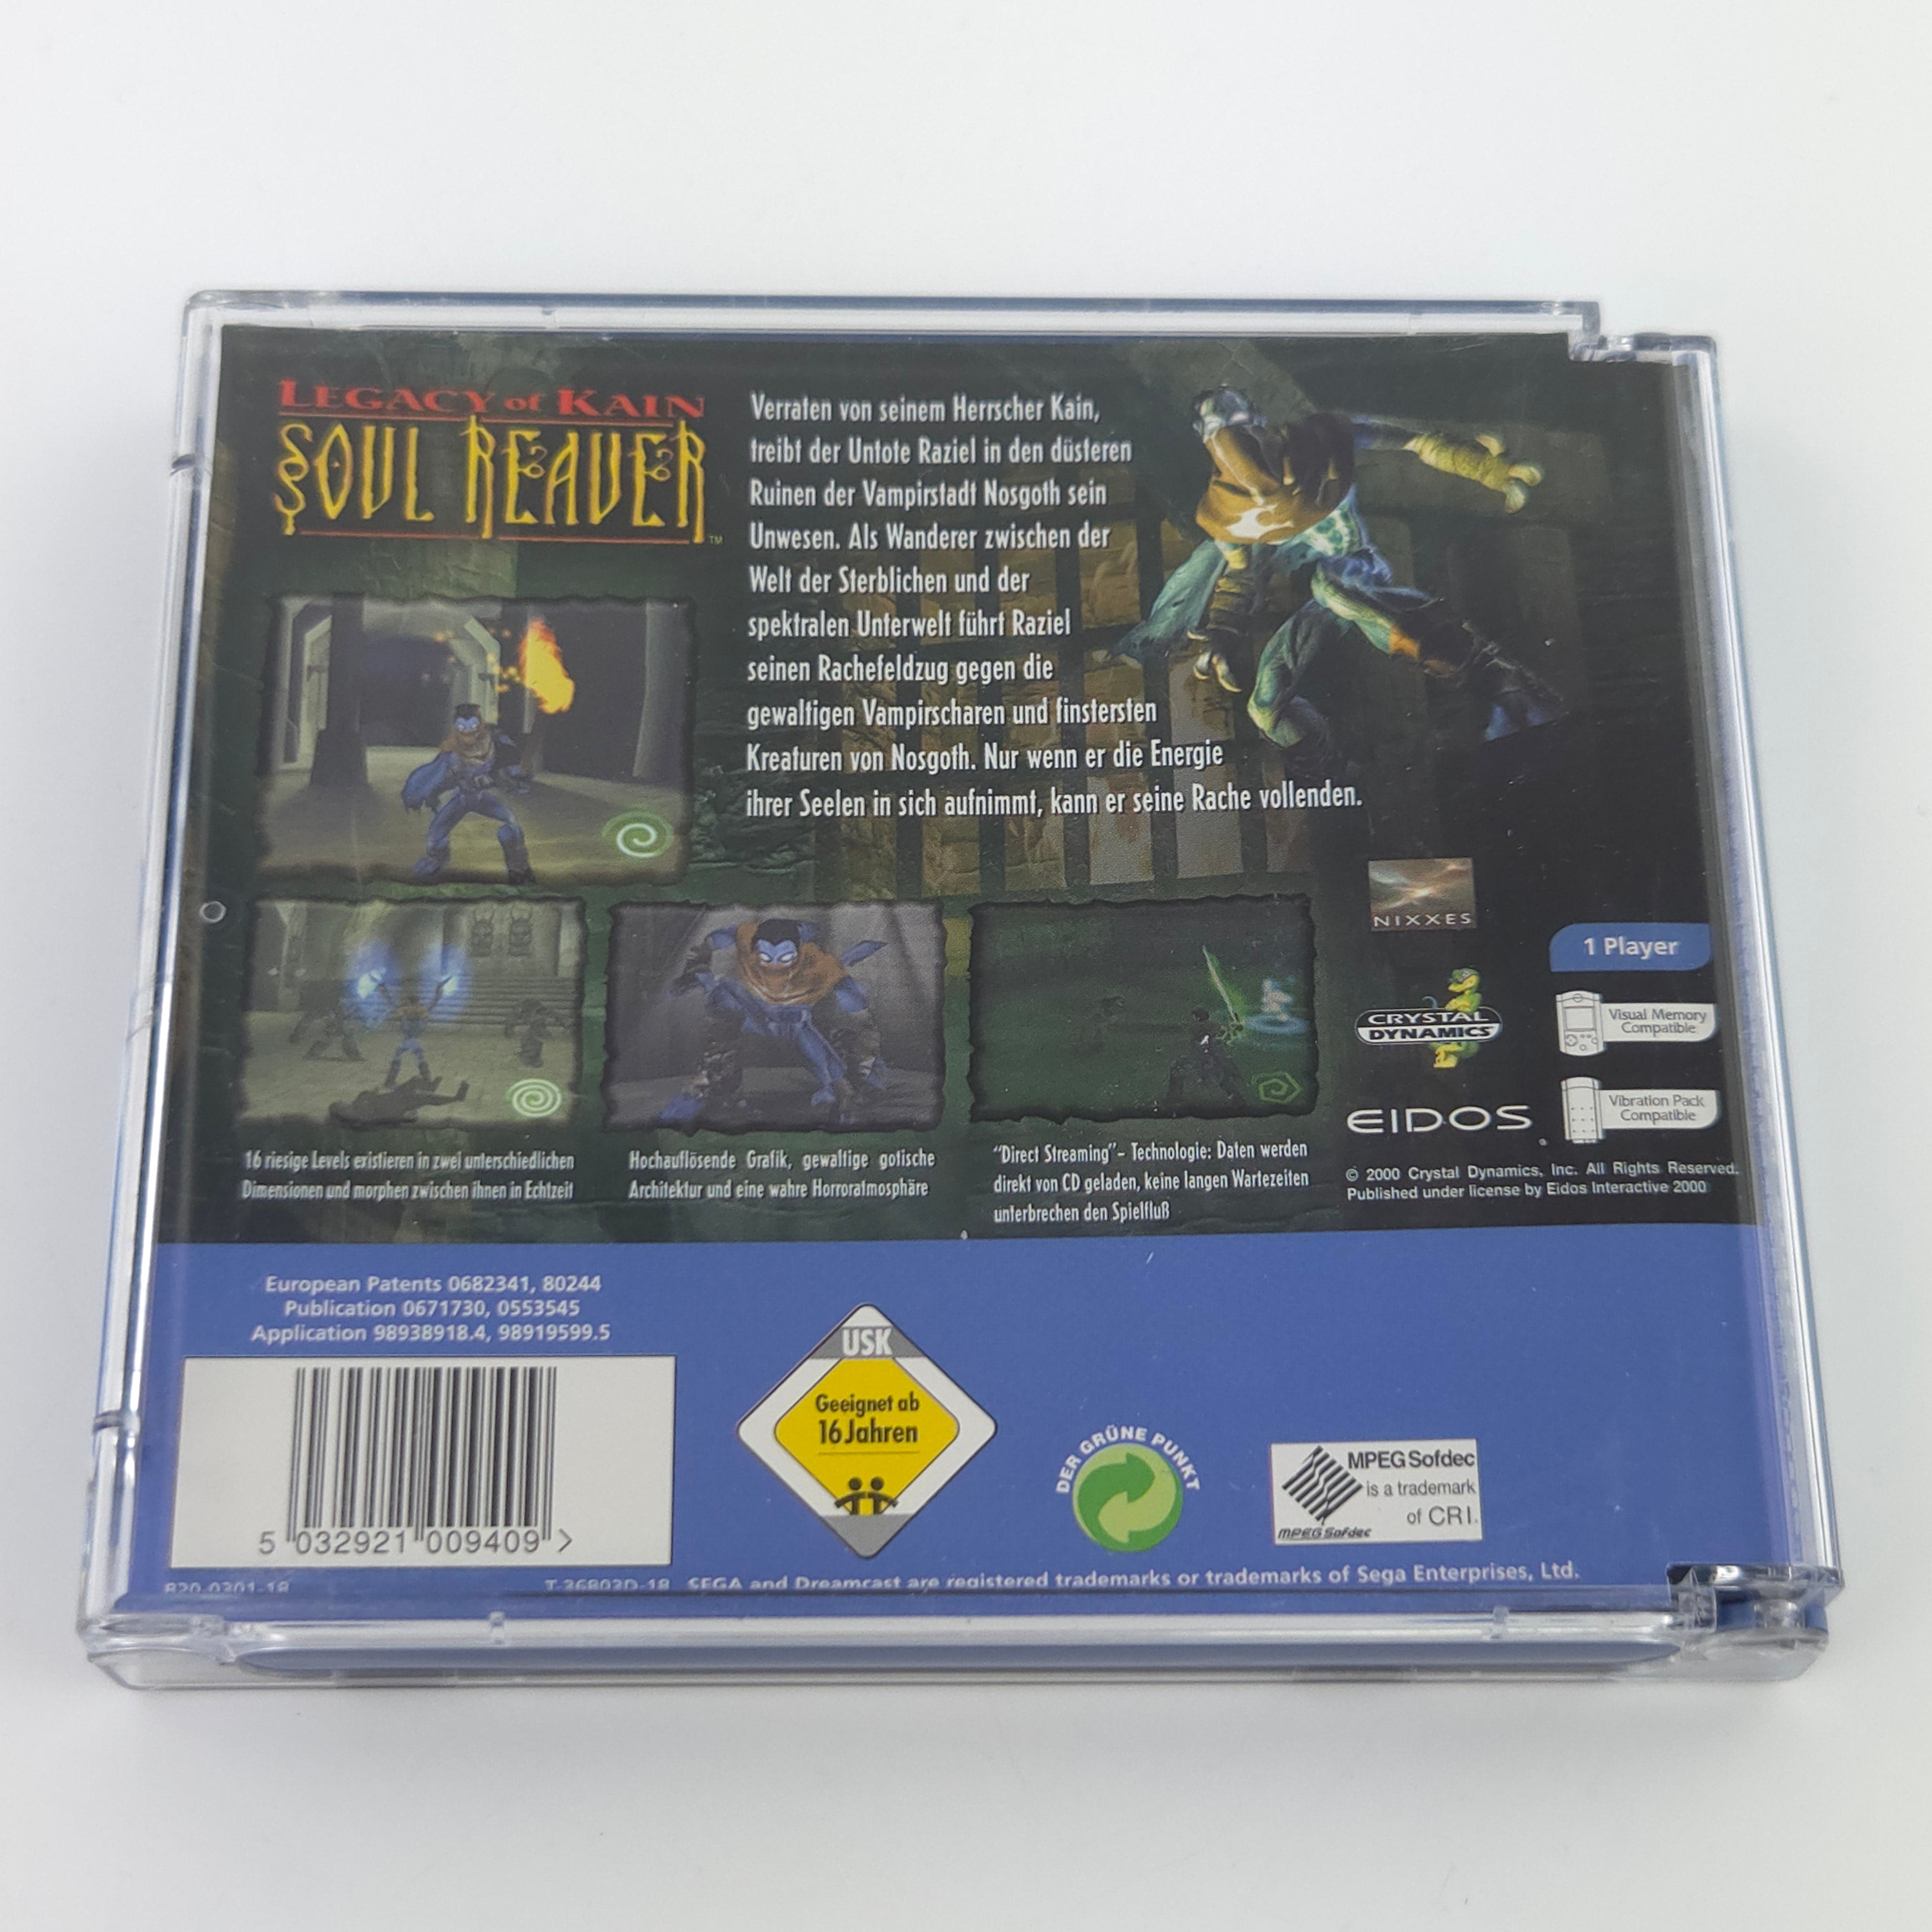 LEGACY of KAIN
SOUL REAVER
TM
Verraten von seinem Herrscher Kain,
treibt der Untote Raziel in den düsteren
Ruinen der Vampirstadt Nosgoth sein
Unwesen. Als Wanderer zwischen der
Welt der Sterblichen und der
spektralen Unterwelt führt Raziel
seinen Rachefeldzug gegen die
gewaltigen Vampirscharen und finstersten
Kreaturen von Nosgoth. Nur wenn er die Energie
ihrer Seelen in sich aufnimmt, kann er seine Rache vollenden.
16 riesige Levels existieren in zwei unterschiedlichen
Dimensionen und morphen zwischen ihnen in Echtzeit
Hochauflösende Grafik, gewaltige gotische
Architektur und eine wahre Horroratmosphäre
"Direct Streaming"- Technologie: Daten werden
direkt von CD geladen, keine langen Wartezeiten
unterbrechen den Spielfluß
NIXXES
CRYSTAL
DYNAMICS
EIDOS
1 Player
Visual Memory
Compatible
Vibration Pack
Compatible
© 2000 Crystal Dynamics, Inc. All Rights Reserved.
Published under license by Eidos Interactive 2000
European Patents 0682341, 80244
Publication 0671730, 0553545
Application 98938918.4, 98919599.5
5 032921 009409 >
USK
Geeignet ab
16 Jahren
DER GRÜNE PUNKT
MPEG Sofdec
is a trademark
of CRI.
MPEG Sofdec
820-0301-18
T-36803D-18 SEGA and Dreamcast are registered trademarks or trademarks of Sega Enterprises, Ltd.